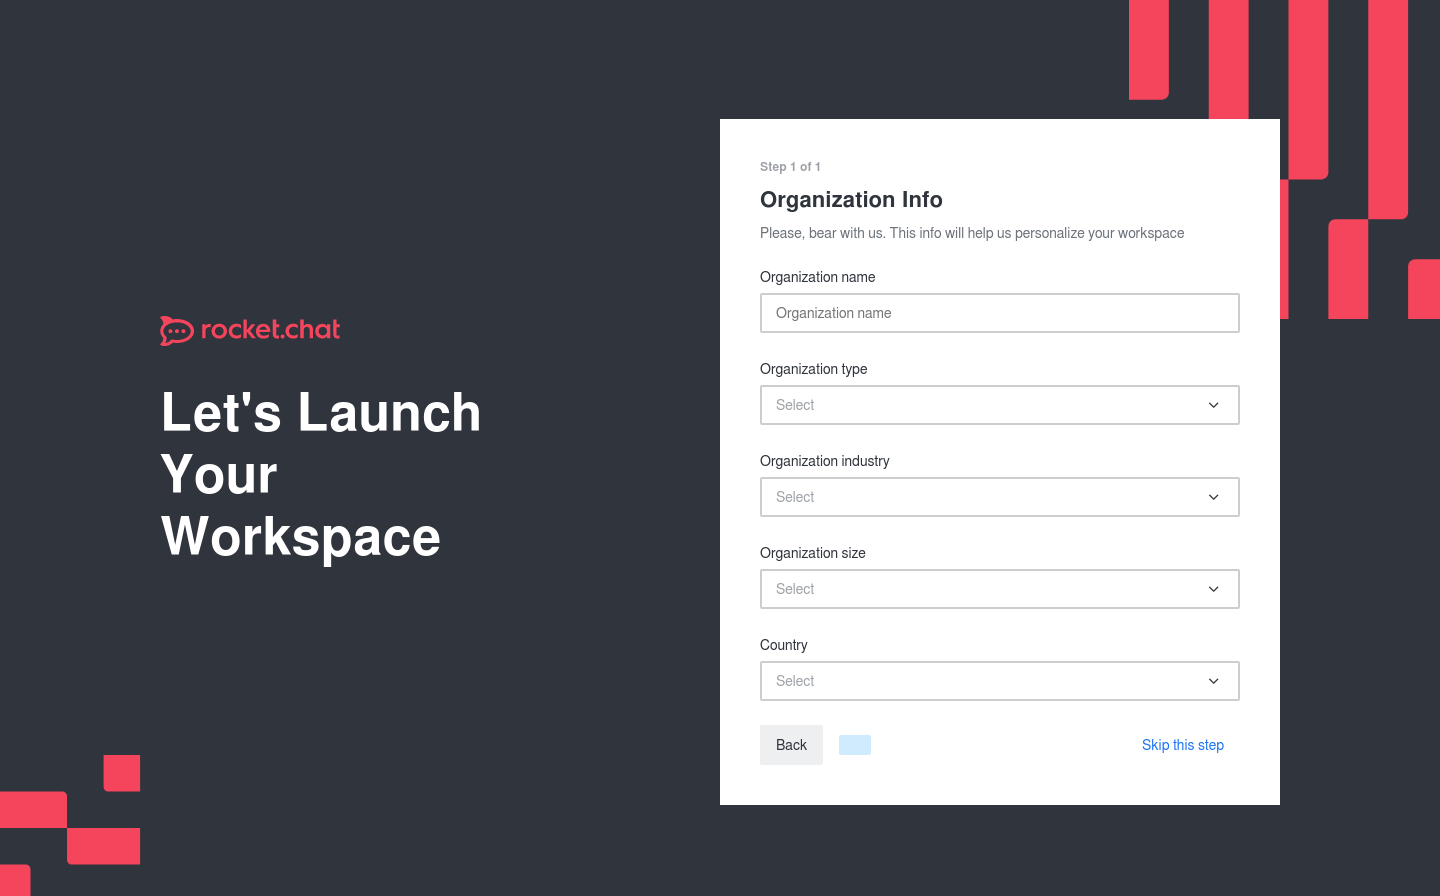 rocket.chat
Let's Launch
Your
Workspace
Step 1 of 1
Organization Info
Please, bear with us. This info will help us personalize your workspace
Organization name
Organization name
Organization type
Select
Organization industry
Select
Organization size
Select
Country
Select
Back
Skip this step